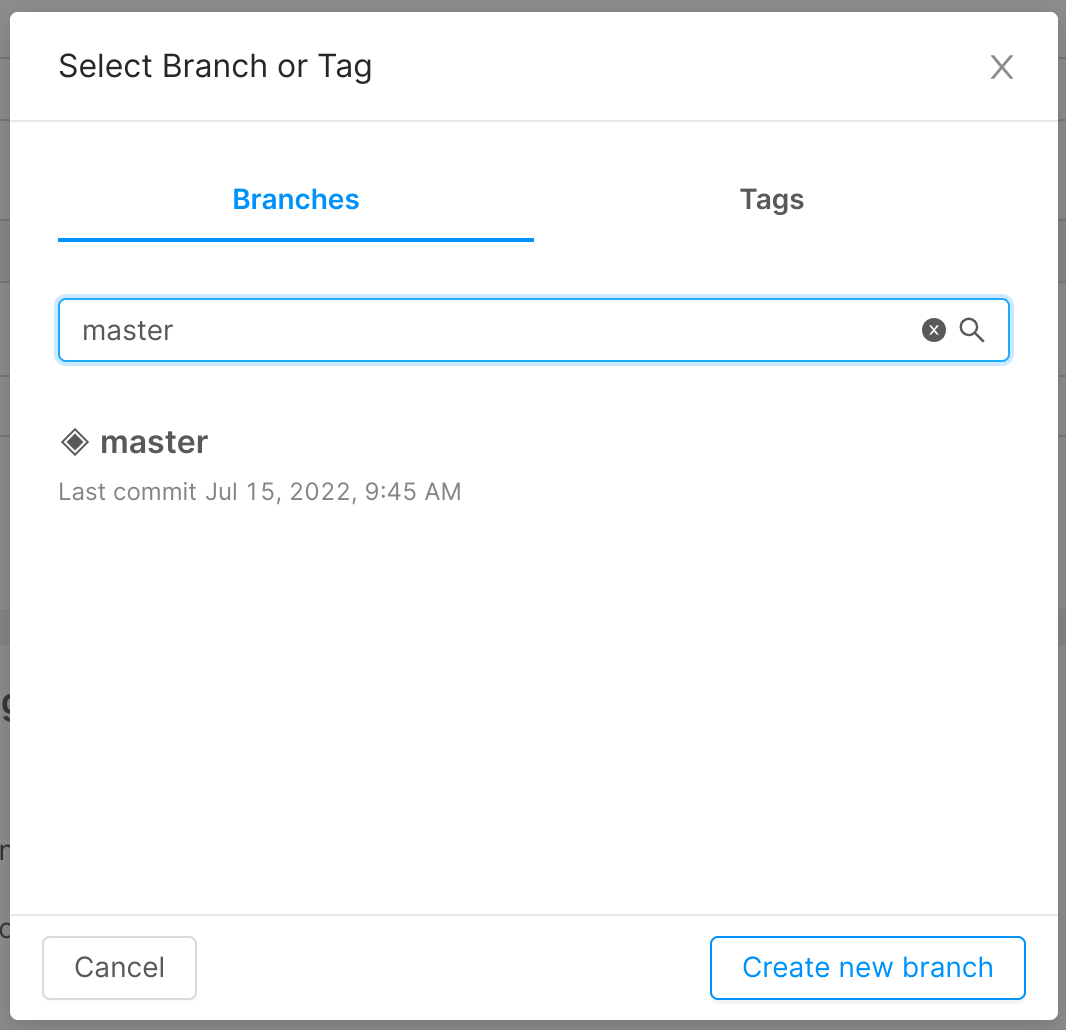 Select Branch or Tag
X
Branches
Tags
master
master
Last commit Jul 15, 2022, 9:45 AM
Cancel
Create new branch